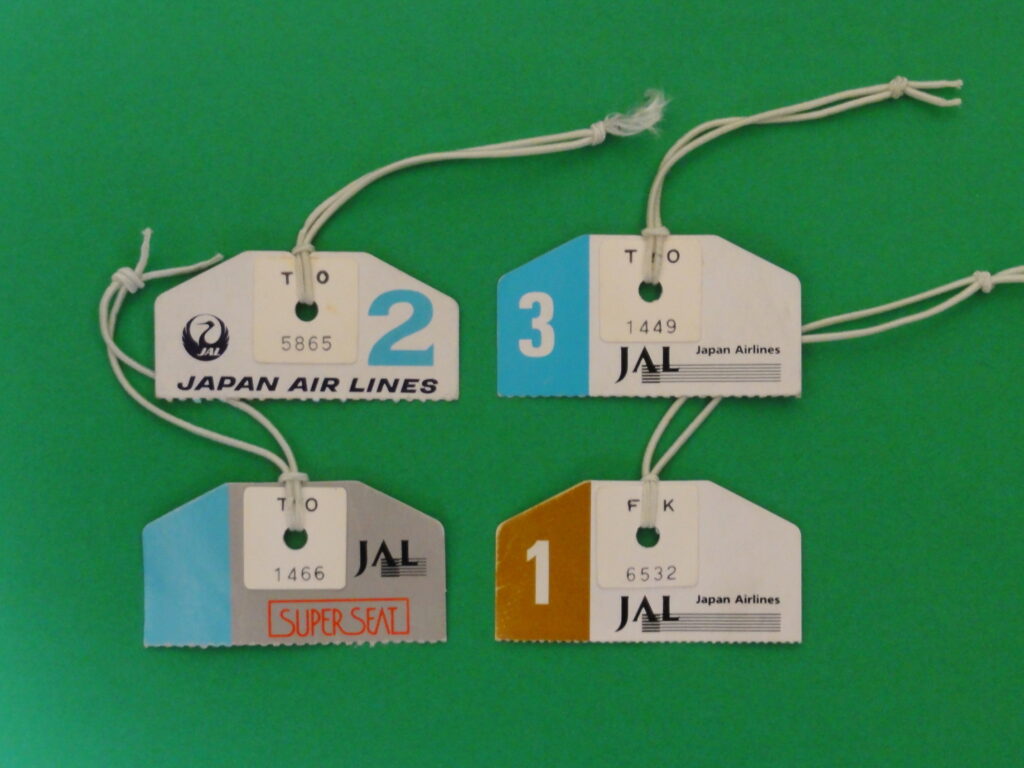 5865
2
JAL
JAPAN AIR LINES
3
1449
JAL Japan Airlines
1466
JAL
SUPER SEAT
1
6532
JAL Japan Airlines